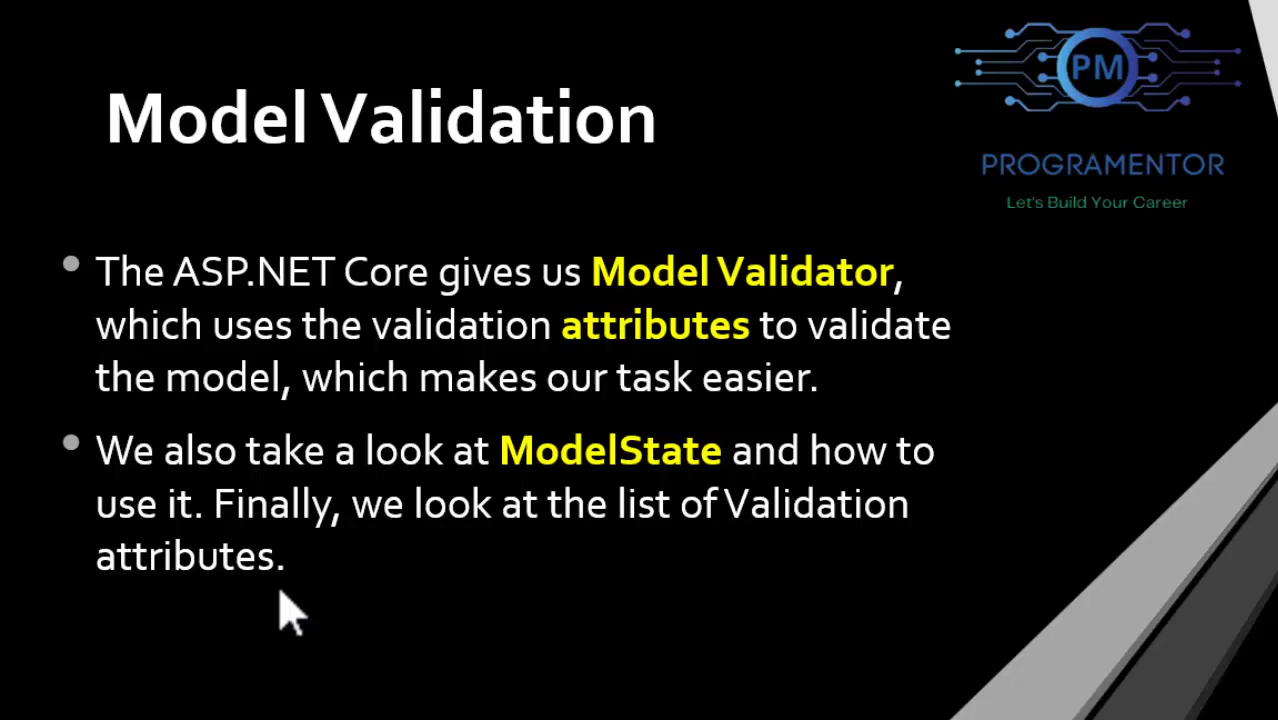 PM
PROGRAMENTOR
Let's Build Your Career
Model Validation
• The ASP.NET Core gives us Model Validator,
which uses the validation attributes to validate
the model, which makes our task easier.
• We also take a look at ModelState and how to
use it. Finally, we look at the list of Validation
attributes.